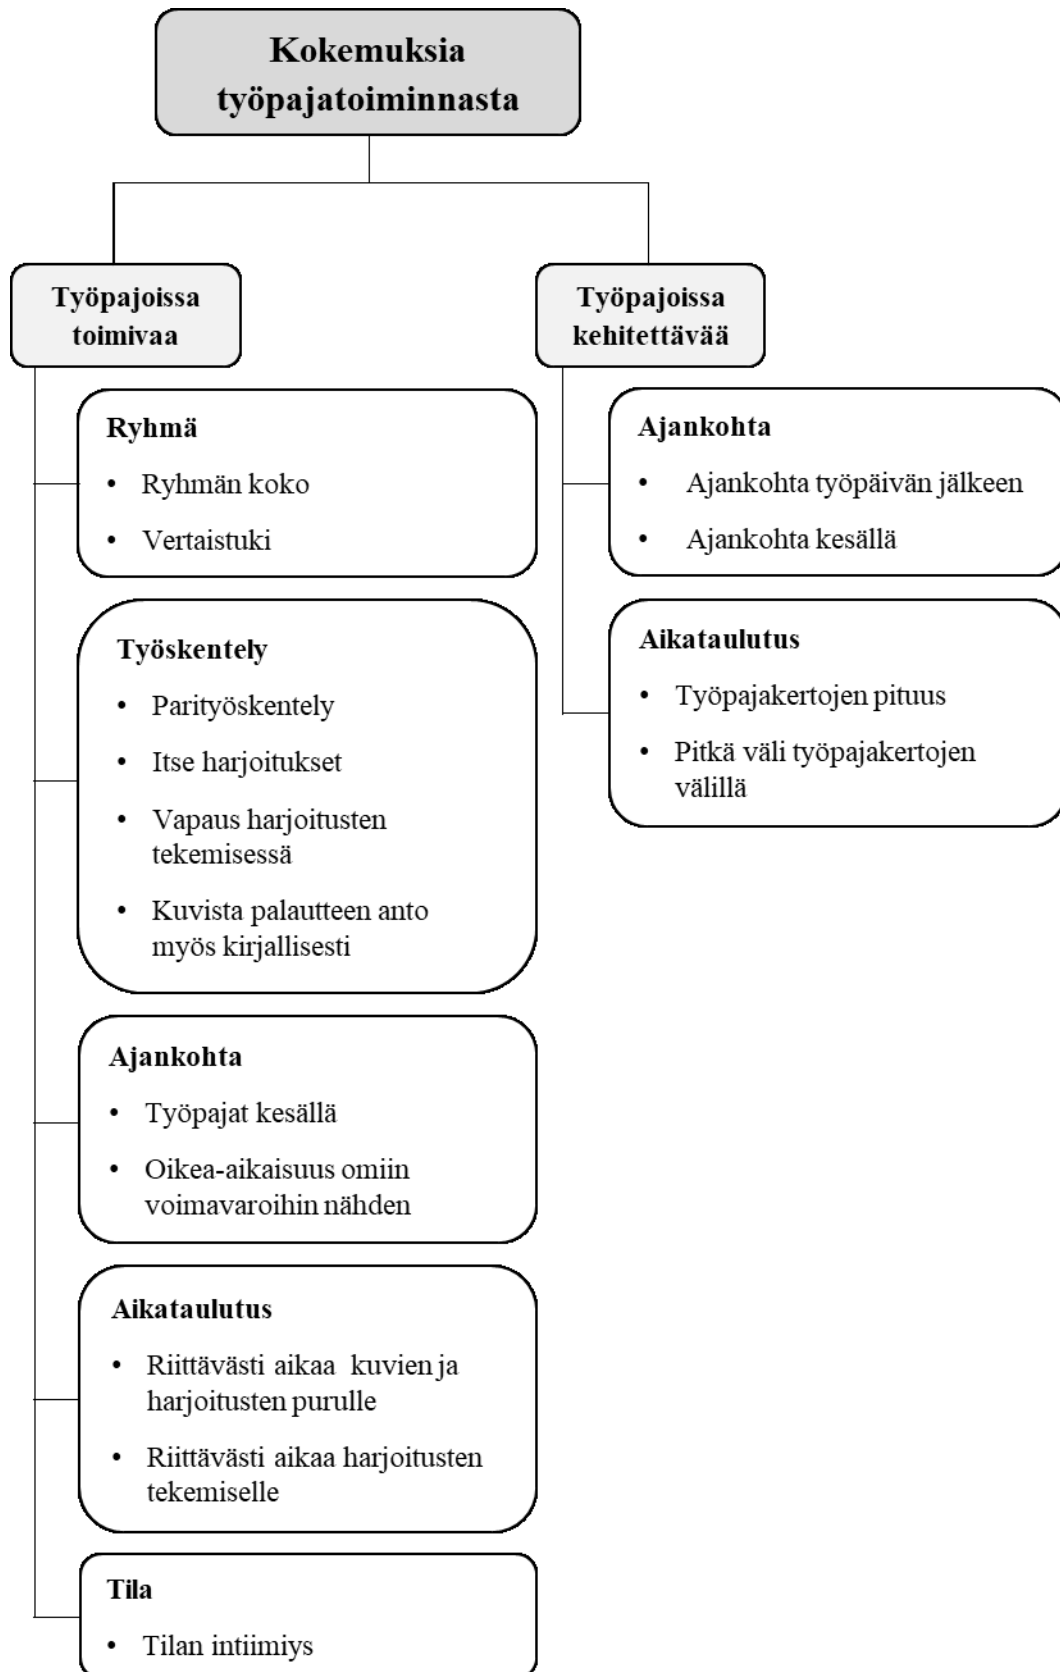 Kokemuksia
työpajatoiminnasta
Työpajoissa
toimivaa
Ryhmä
• Ryhmän koko
• Vertaistuki
Työskentely
• Parityöskentely
• Itse harjoitukset
• Vapaus harjoitusten
tekemisessä
• Kuvista palautteen anto
myös kirjallisesti
Ajankohta
• Työpajat kesällä
• Oikea-aikaisuus omiin
voimavaroihin nähden
Aikataulutus
• Riittävästi aikaa kuvien ja
harjoitusten purulle
• Riittävästi aikaa harjoitusten
tekemiselle
Tila
• Tilan intiimiys
Työpajoissa
kehitettävää
Ajankohta
• Ajankohta työpäivän jälkeen
• Ajankohta kesällä
Aikataulutus
• Työpajakertojen pituus
• Pitkä väli työpajakertojen
välillä